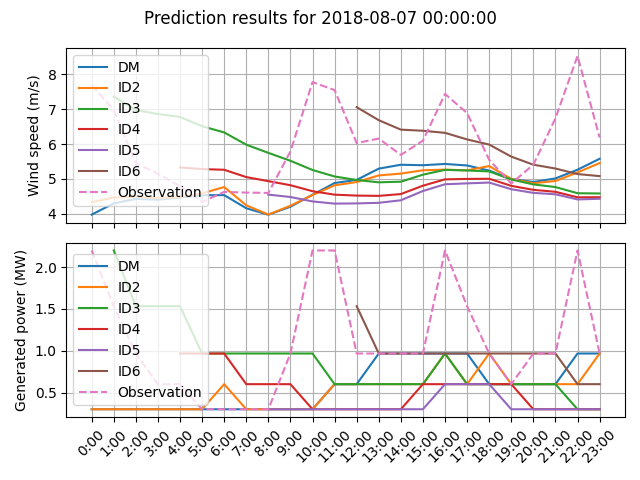 Prediction results for 2018-08-07 00:00:00
Wind speed (m/s)
8
7
6
5
4
DM
ID2
ID3
ID4
ID5
ID6
Observation
Generated power (MW)
2.0
1.5
1.0
0.5
DM
ID2
ID3
ID4
ID5
ID6
Observation
0:00 1:00 2:00 3:00 4:00 5:00 6:00 7:00 8:00 9:00 10:00 11:00 12:00 13:00 14:00 15:00 16:00 17:00 18:00 19:00 20:00 21:00 22:00 23:00